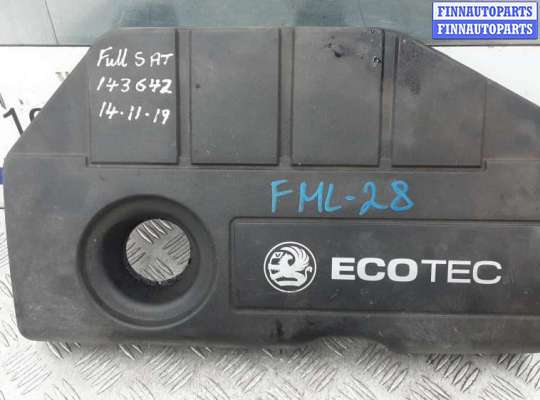 FINNAUTOPARTS
FINNAUTOPARTS
Full SAT
143642
14-11-19
FML-28
ECOTEC